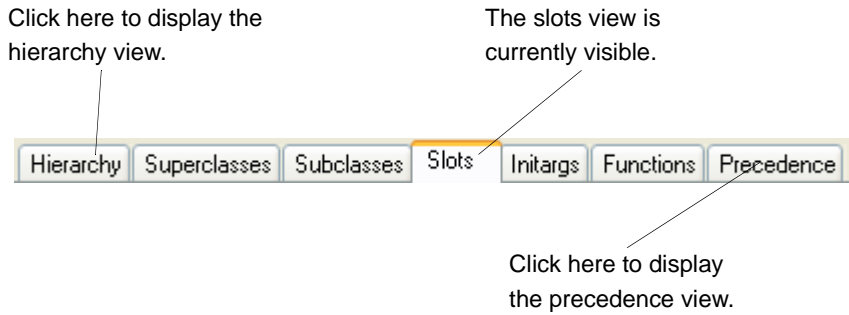 Click here to display the
hierarchy view.
The slots view is
currently visible.
Hierarchy Superclasses Subclasses Slots Initargs Functions Precedence
Click here to display
the precedence view.